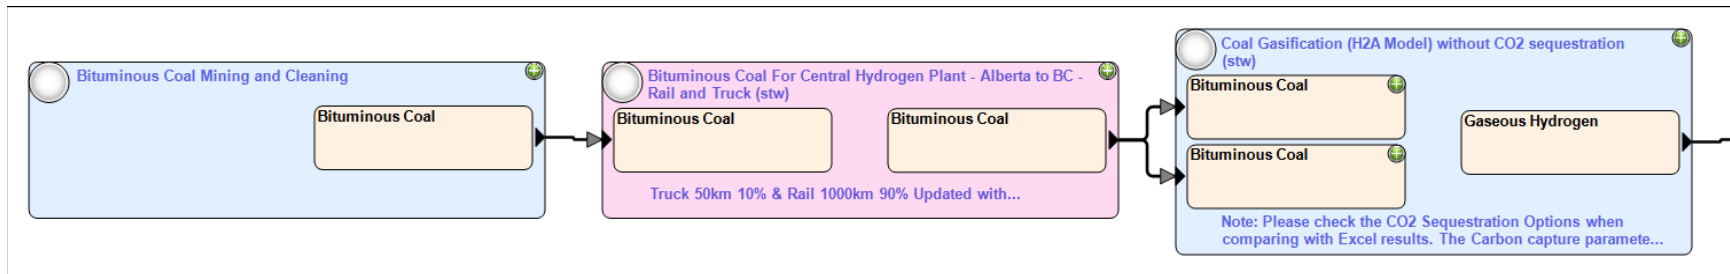 Bituminous Coal Mining and Cleaning
Bituminous Coal
Bituminous Coal For Central Hydrogen Plant - Alberta to BC -
Rail and Truck (stw)
Bituminous Coal
Bituminous Coal
Truck 50km 10% & Rail 1000km 90% Updated with...
Coal Gasification (H2A Model) without CO2 sequestration
(stw)
Bituminous Coal
Bituminous Coal
Gaseous Hydrogen
Note: Please check the CO2 Sequestration Options when
comparing with Excel results. The Carbon capture paramete...